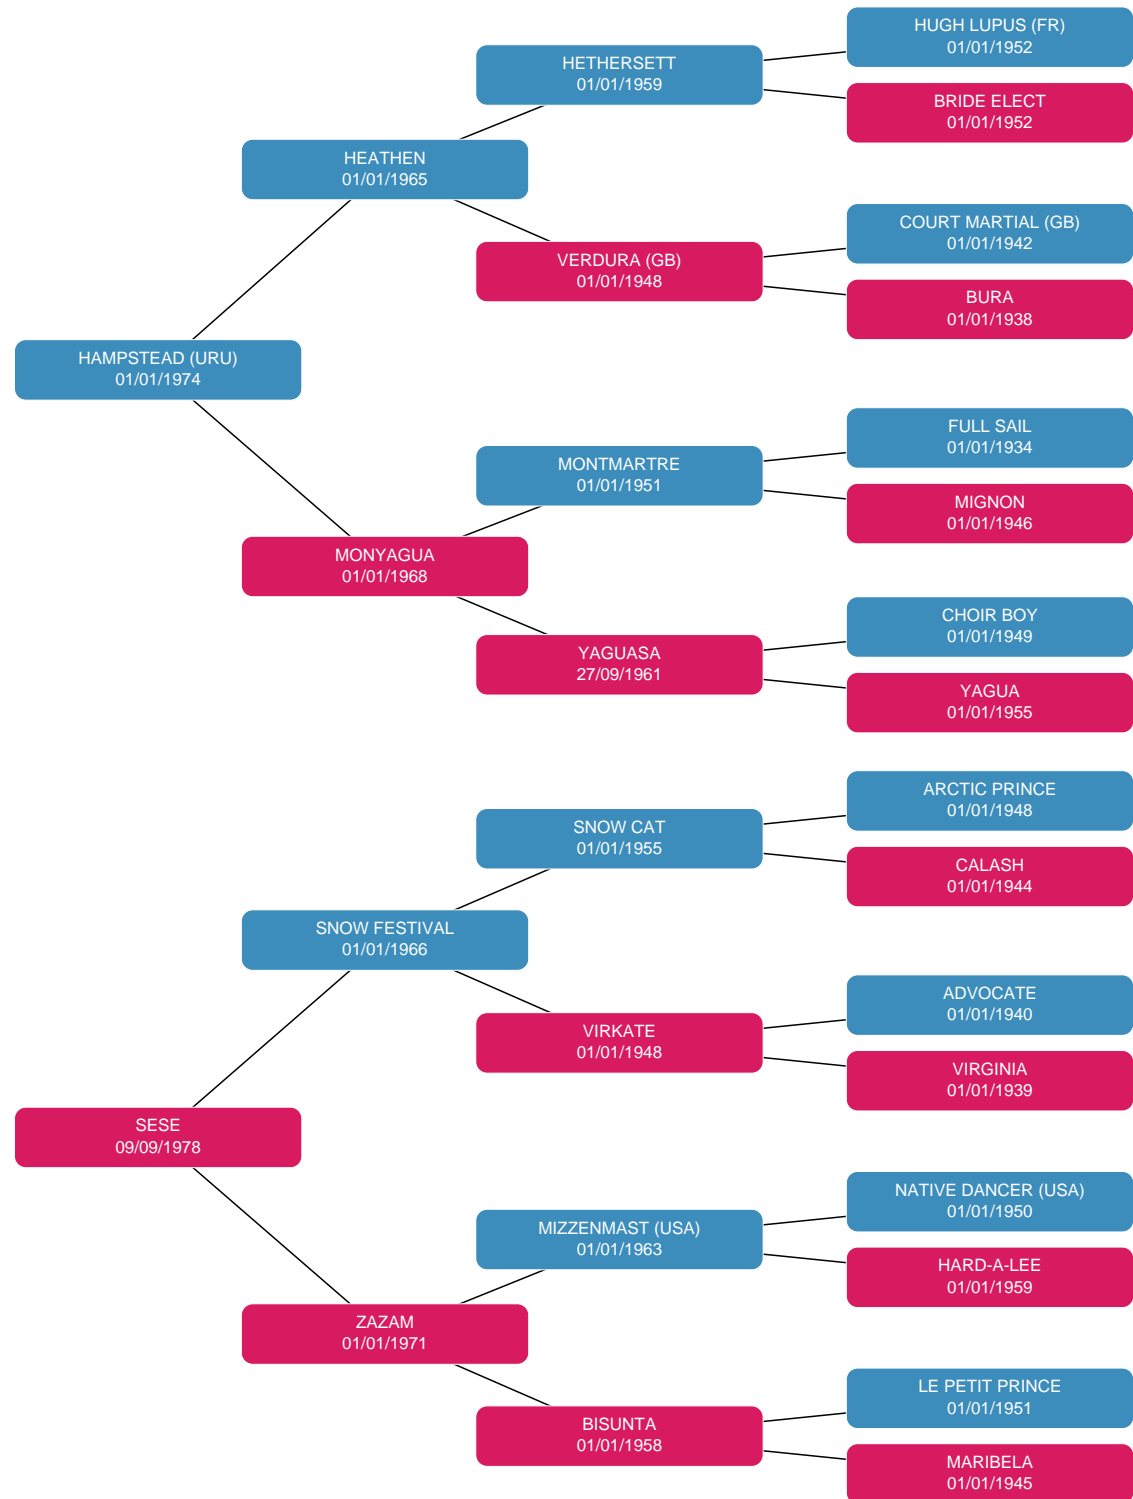 HUGH LUPUS (FR)
01/01/1952
HETHERSETT
01/01/1959
BRIDE ELECT
01/01/1952
HEATHEN
01/01/1965
COURT MARTIAL (GB)
01/01/1942
VERDURA (GB)
01/01/1948
BURA
01/01/1938
HAMPSTEAD (URU)
01/01/1974
FULL SAIL
01/01/1934
MONTMARTRE
01/01/1951
MIGNON
01/01/1946
MONYAGUA
01/01/1968
CHOIR BOY
01/01/1949
YAGUASA
27/09/1961
YAGUA
01/01/1955
ARCTIC PRINCE
01/01/1948
SNOW CAT
01/01/1955
CALASH
01/01/1944
SNOW FESTIVAL
01/01/1966
ADVOCATE
01/01/1940
VIRKATE
01/01/1948
VIRGINIA
01/01/1939
SESE
09/09/1978
NATIVE DANCER (USA)
01/01/1950
MIZZENMAST (USA)
01/01/1963
HARD-A-LEE
01/01/1959
ZAZAM
01/01/1971
LE PETIT PRINCE
01/01/1951
BISUNTA
01/01/1958
MARIBELA
01/01/1945